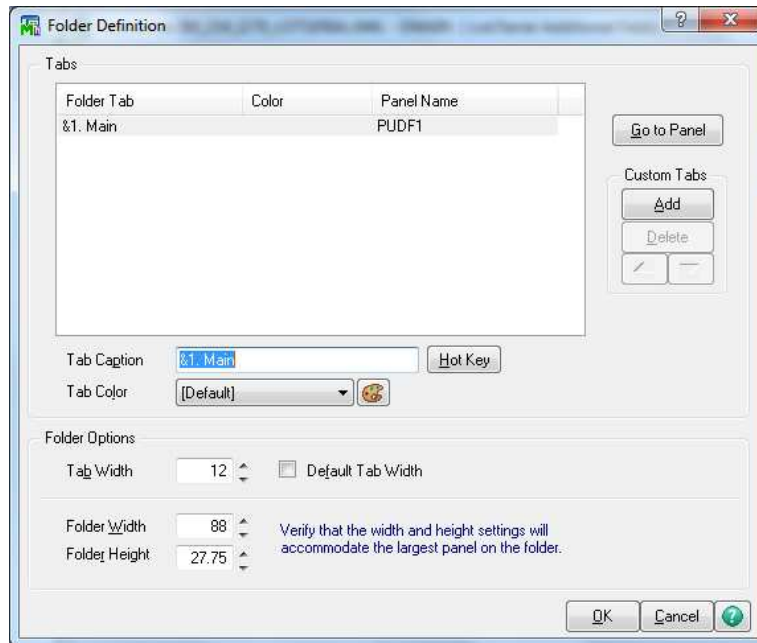 Folder Definition
Tabs
Folder Tab Color Panel Name
&1. Main PUDF1
Go to Panel
Custom Tabs
Add
Delete
Tab Caption &1. Main Hot Key
Tab Color [Default]
Folder Options
Tab Width 12 Default Tab Width
Folder Width 88
Verify that the width and height settings will
accommodate the largest panel on the folder.
Folder Height 27.75
OK Cancel